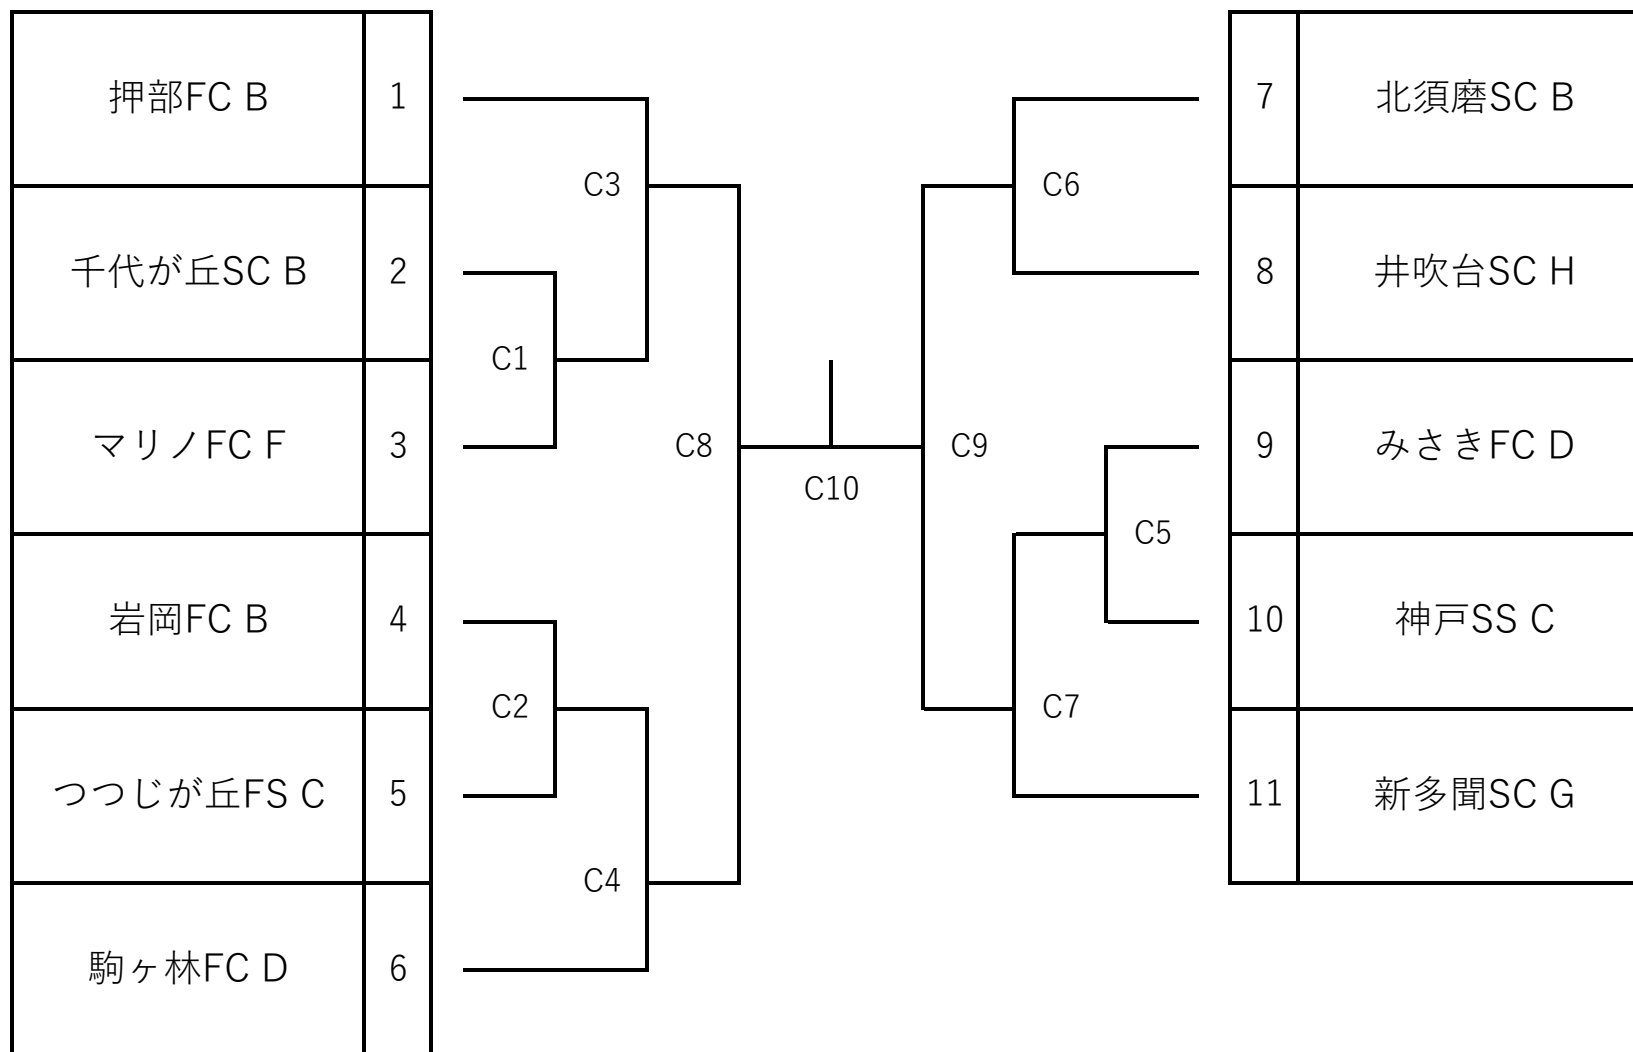 押部FC B 1
千代が丘SC B 2
マリノFC F 3
岩岡FC B 4
つつじが丘FS C 5
駒ヶ林FC D 6
C3
C1
C8
C2
C4
C10
C6
C9
C5
C7
7 北須磨SC B
8 井吹台SC H
9 みさきFC D
10 神戸SS C
11 新多聞SC G